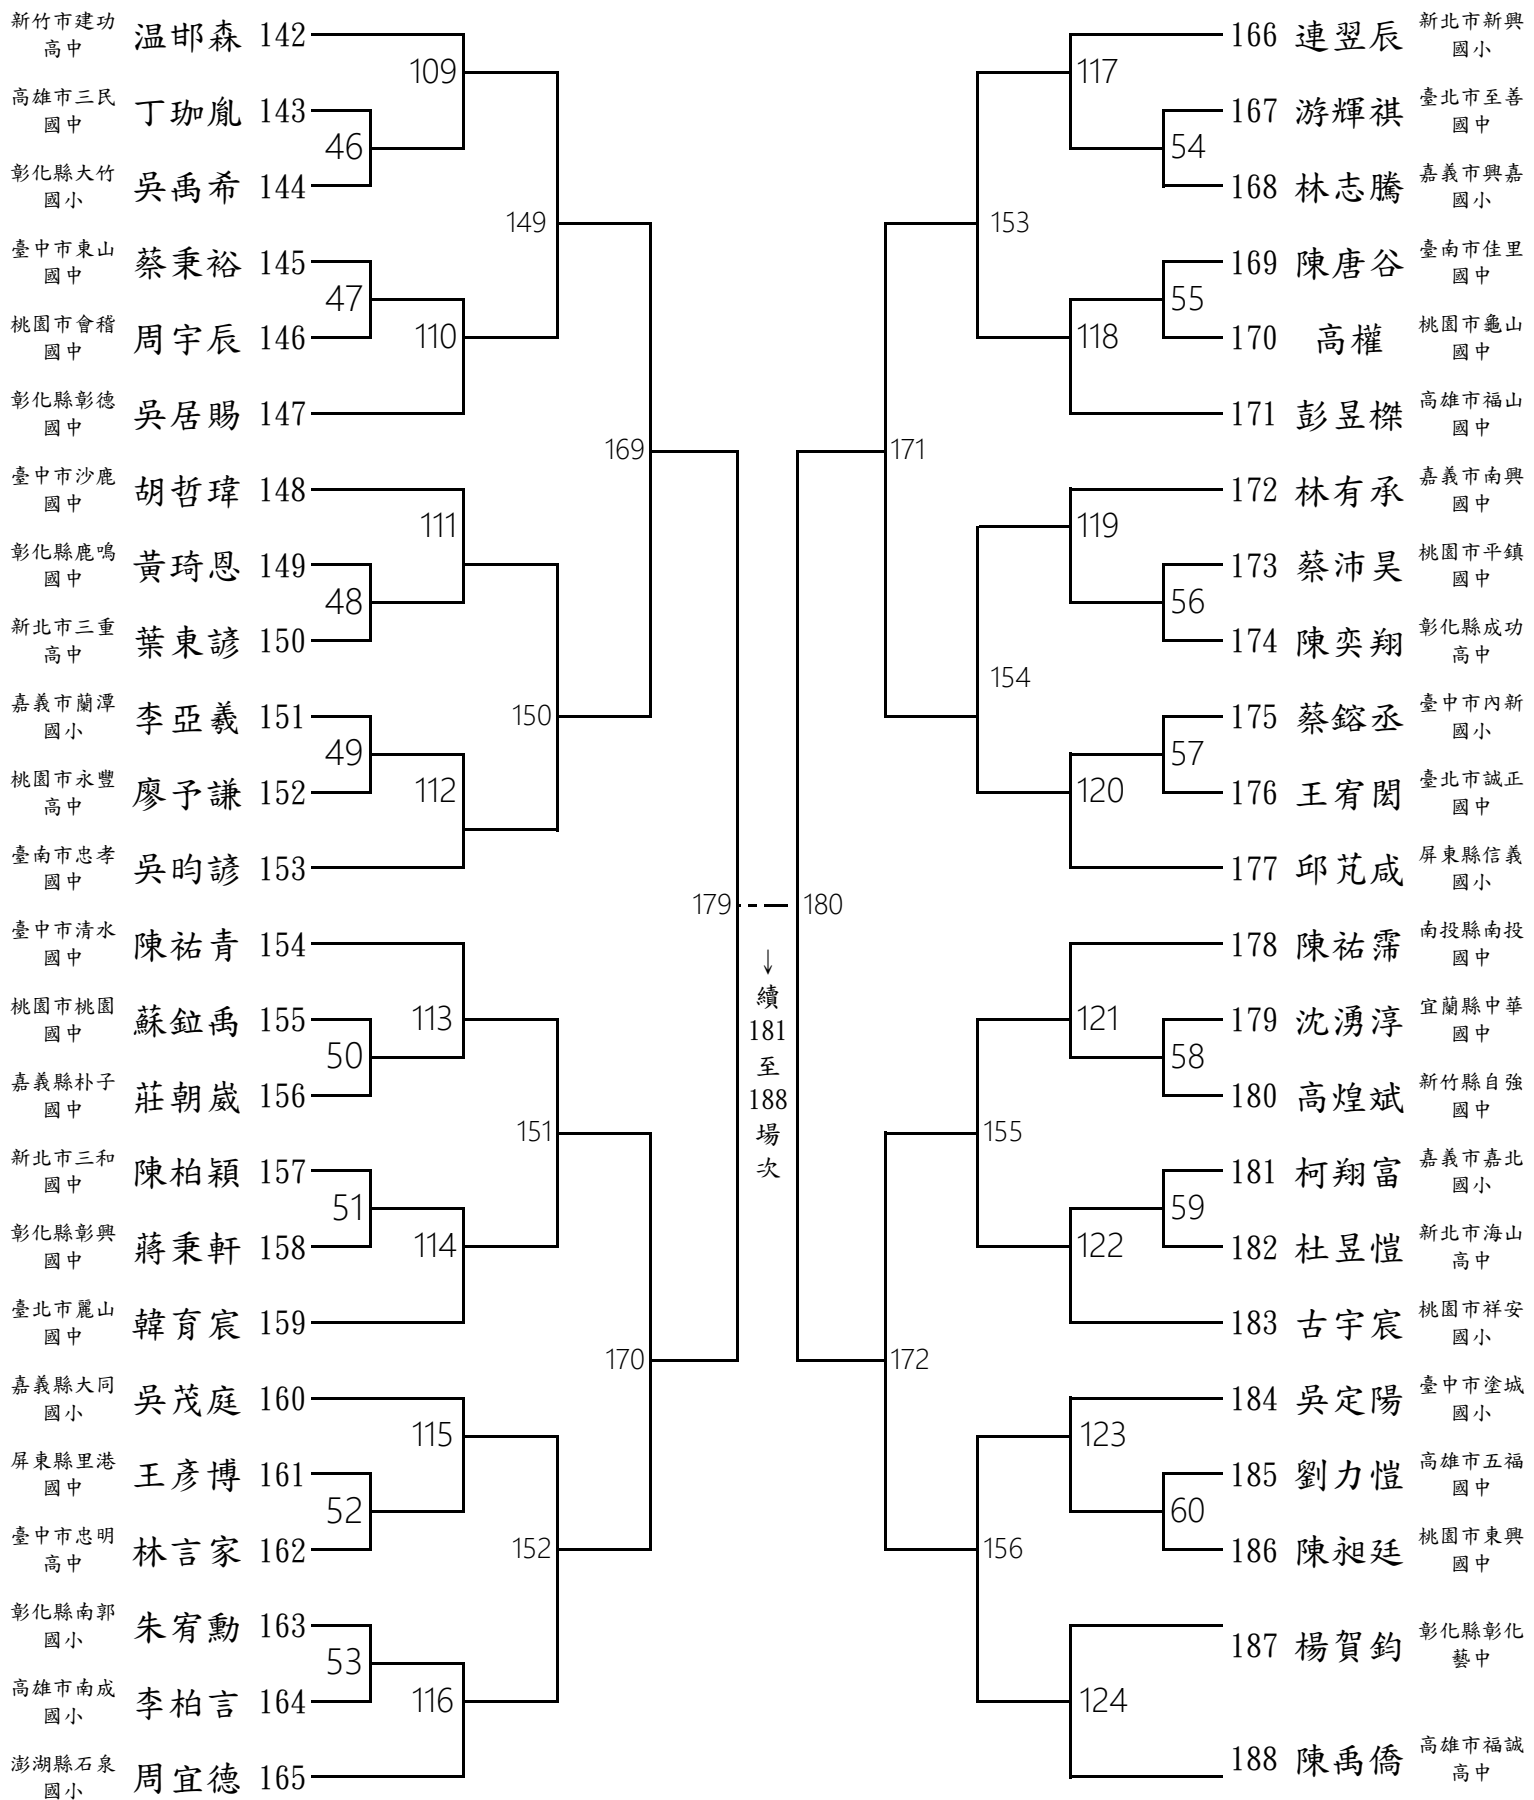 新竹市建功
高中
温邯森 142
109
高雄市三民
國中
丁珈胤 143
46
彰化縣大竹
國小
吳禹希 144
149
臺中市東山
國中
蔡秉裕 145
47
桃園市會稽
國中
周宇辰 146
110
彰化縣彰德
國中
吳居賜 147
169
臺中市沙鹿
國中
胡哲瑋 148
111
彰化縣鹿鳴
國中
黃琦恩 149
48
新北市三重
高中
葉東諺 150
嘉義市蘭潭
國小
李亞羲 151
150
49
桃園市永豐
高中
廖予謙 152
112
臺南市忠孝
國中
吳昀諺 153
179
臺中市清水
國中
陳祐青 154
桃園市桃園
國中
蘇鉝禹 155
113
50
嘉義縣朴子
國中
莊朝崴 156
151
新北市三和
國中
陳柏穎 157
51
彰化縣彰興
國中
蔣秉軒 158
114
臺北市麗山
國中
韓育宸 159
170
嘉義縣大同
國小
吳茂庭 160
115
屏東縣里港
國中
王彥博 161
52
臺中市忠明
高中
林言家 162
152
彰化縣南郭
國小
朱宥勳 163
53
高雄市南成
國小
李柏言 164
116
澎湖縣石泉
國小
周宜德 165
↓
續
181
至
188
場
次
166 連翌辰
新北市新興
國小
117
167 游輝祺
臺北市至善
國中
54
168 林志騰
嘉義市興嘉
國小
153
169 陳唐谷
臺南市佳里
國中
55
118
170 高權
桃園市龜山
國中
171 彭昱榤
高雄市福山
國中
171
172 林有承
嘉義市南興
國中
119
173 蔡沛昊
桃園市平鎮
國中
56
174 陳奕翔
彰化縣成功
高中
154
175 蔡鎔丞
臺中市內新
國小
57
120
176 王宥閎
臺北市誠正
國中
177 邱芃咸
屏東縣信義
國小
180
178 陳祐霈
南投縣南投
國中
121
179 沈湧淳
宜蘭縣中華
國中
58
180 高煌斌
新竹縣自強
國中
155
181 柯翔富
嘉義市嘉北
國小
59
122
182 杜昱愷
新北市海山
高中
183 古宇宸
桃園市祥安
國小
172
184 吳定陽
臺中市塗城
國小
123
185 劉力愷
高雄市五福
國中
60
186 陳昶廷
桃園市東興
國中
156
187 楊賀鈞
彰化縣彰化
藝中
124
188 陳禹僑
高雄市福誠
高中